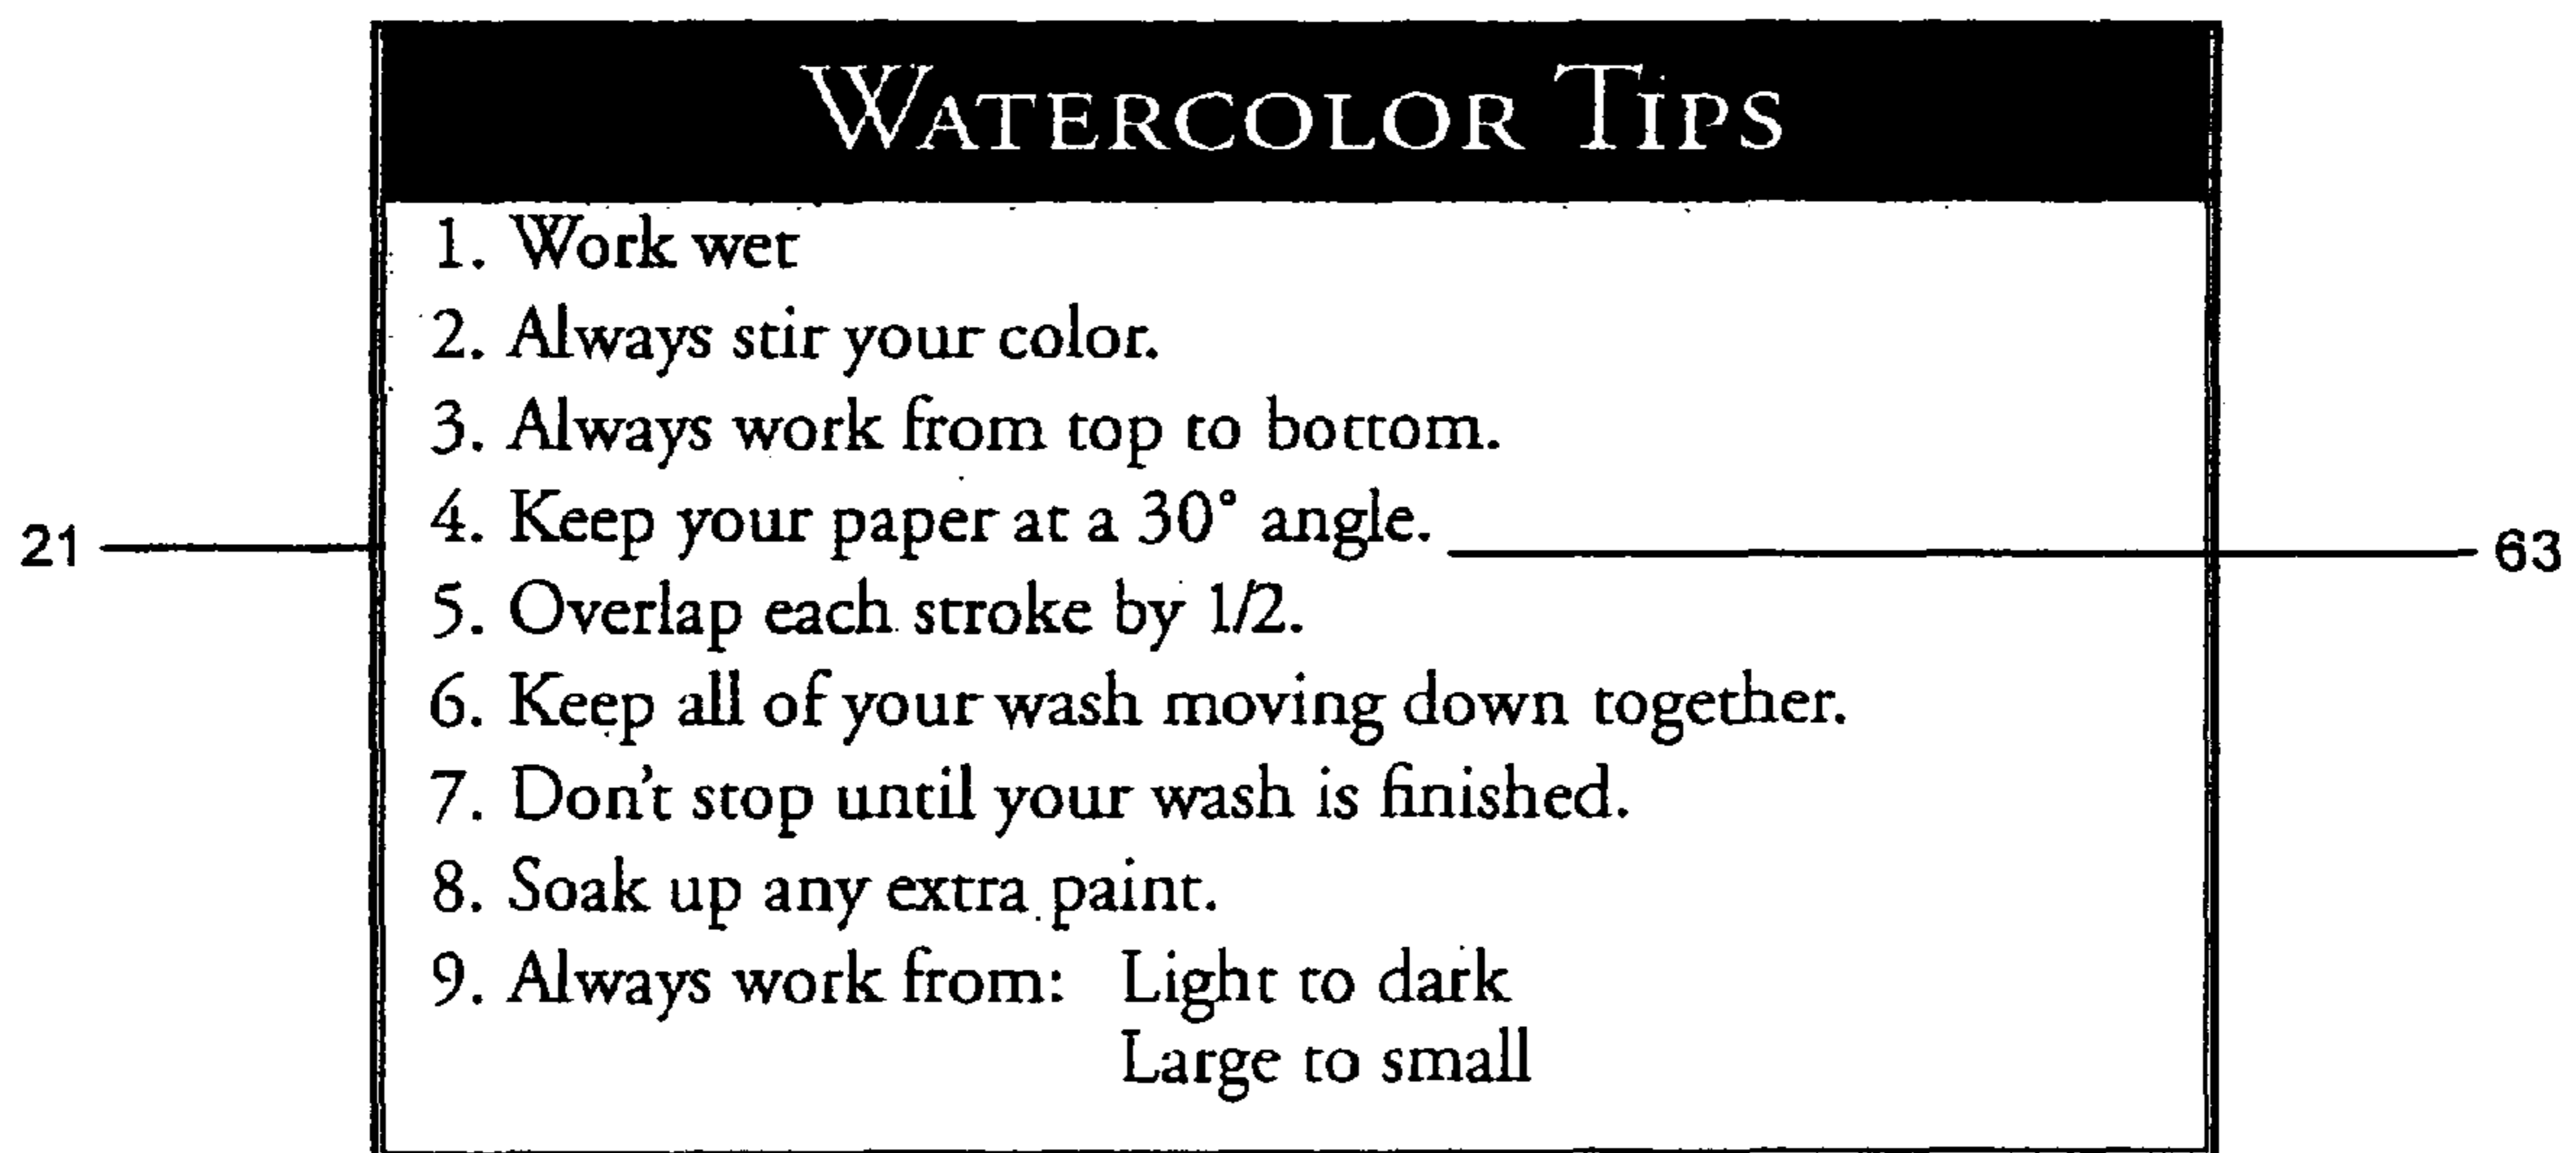 WATERCOLOR TIPS
1. Work wet
2. Always stir your color.
3. Always work from top to bottom.
21 4. Keep your paper at a 30° angle. 63
5. Overlap each stroke by 1/2.
6. Keep all of your wash moving down together.
7. Don't stop until your wash is finished.
8. Soak up any extra paint.
9. Always work from: Light to dark
Large to small